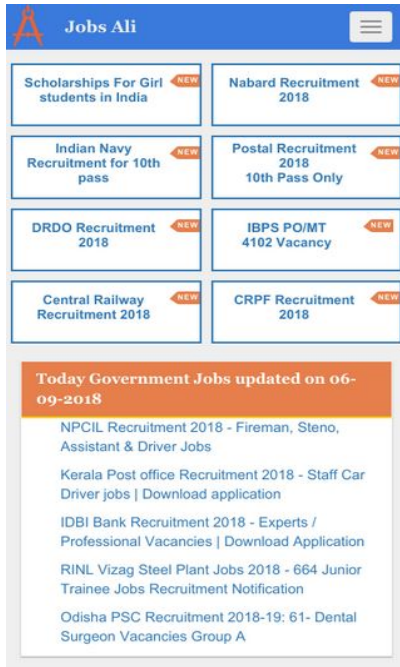 Jobs Ali
Scholarships For Girl
students in India
NEW
Nabard Recruitment
2018
NEW
Indian Navy
Recruitment for 10th
pass
NEW
Postal Recruitment
2018
10th Pass Only
NEW
DRDO Recruitment
2018
NEW
IBPS PO/MT
4102 Vacancy
NEW
Central Railway
Recruitment 2018
NEW
CRPF Recruitment
2018
NEW
Today Government Jobs updated on 06-
09-2018
NPCIL Recruitment 2018 - Fireman, Steno,
Assistant & Driver Jobs
Kerala Post office Recruitment 2018 - Staff Car
Driver jobs | Download application
IDBI Bank Recruitment 2018 - Experts /
Professional Vacancies | Download Application
RINL Vizag Steel Plant Jobs 2018 - 664 Junior
Trainee Jobs Recruitment Notification
Odisha PSC Recruitment 2018-19: 61- Dental
Surgeon Vacancies Group A